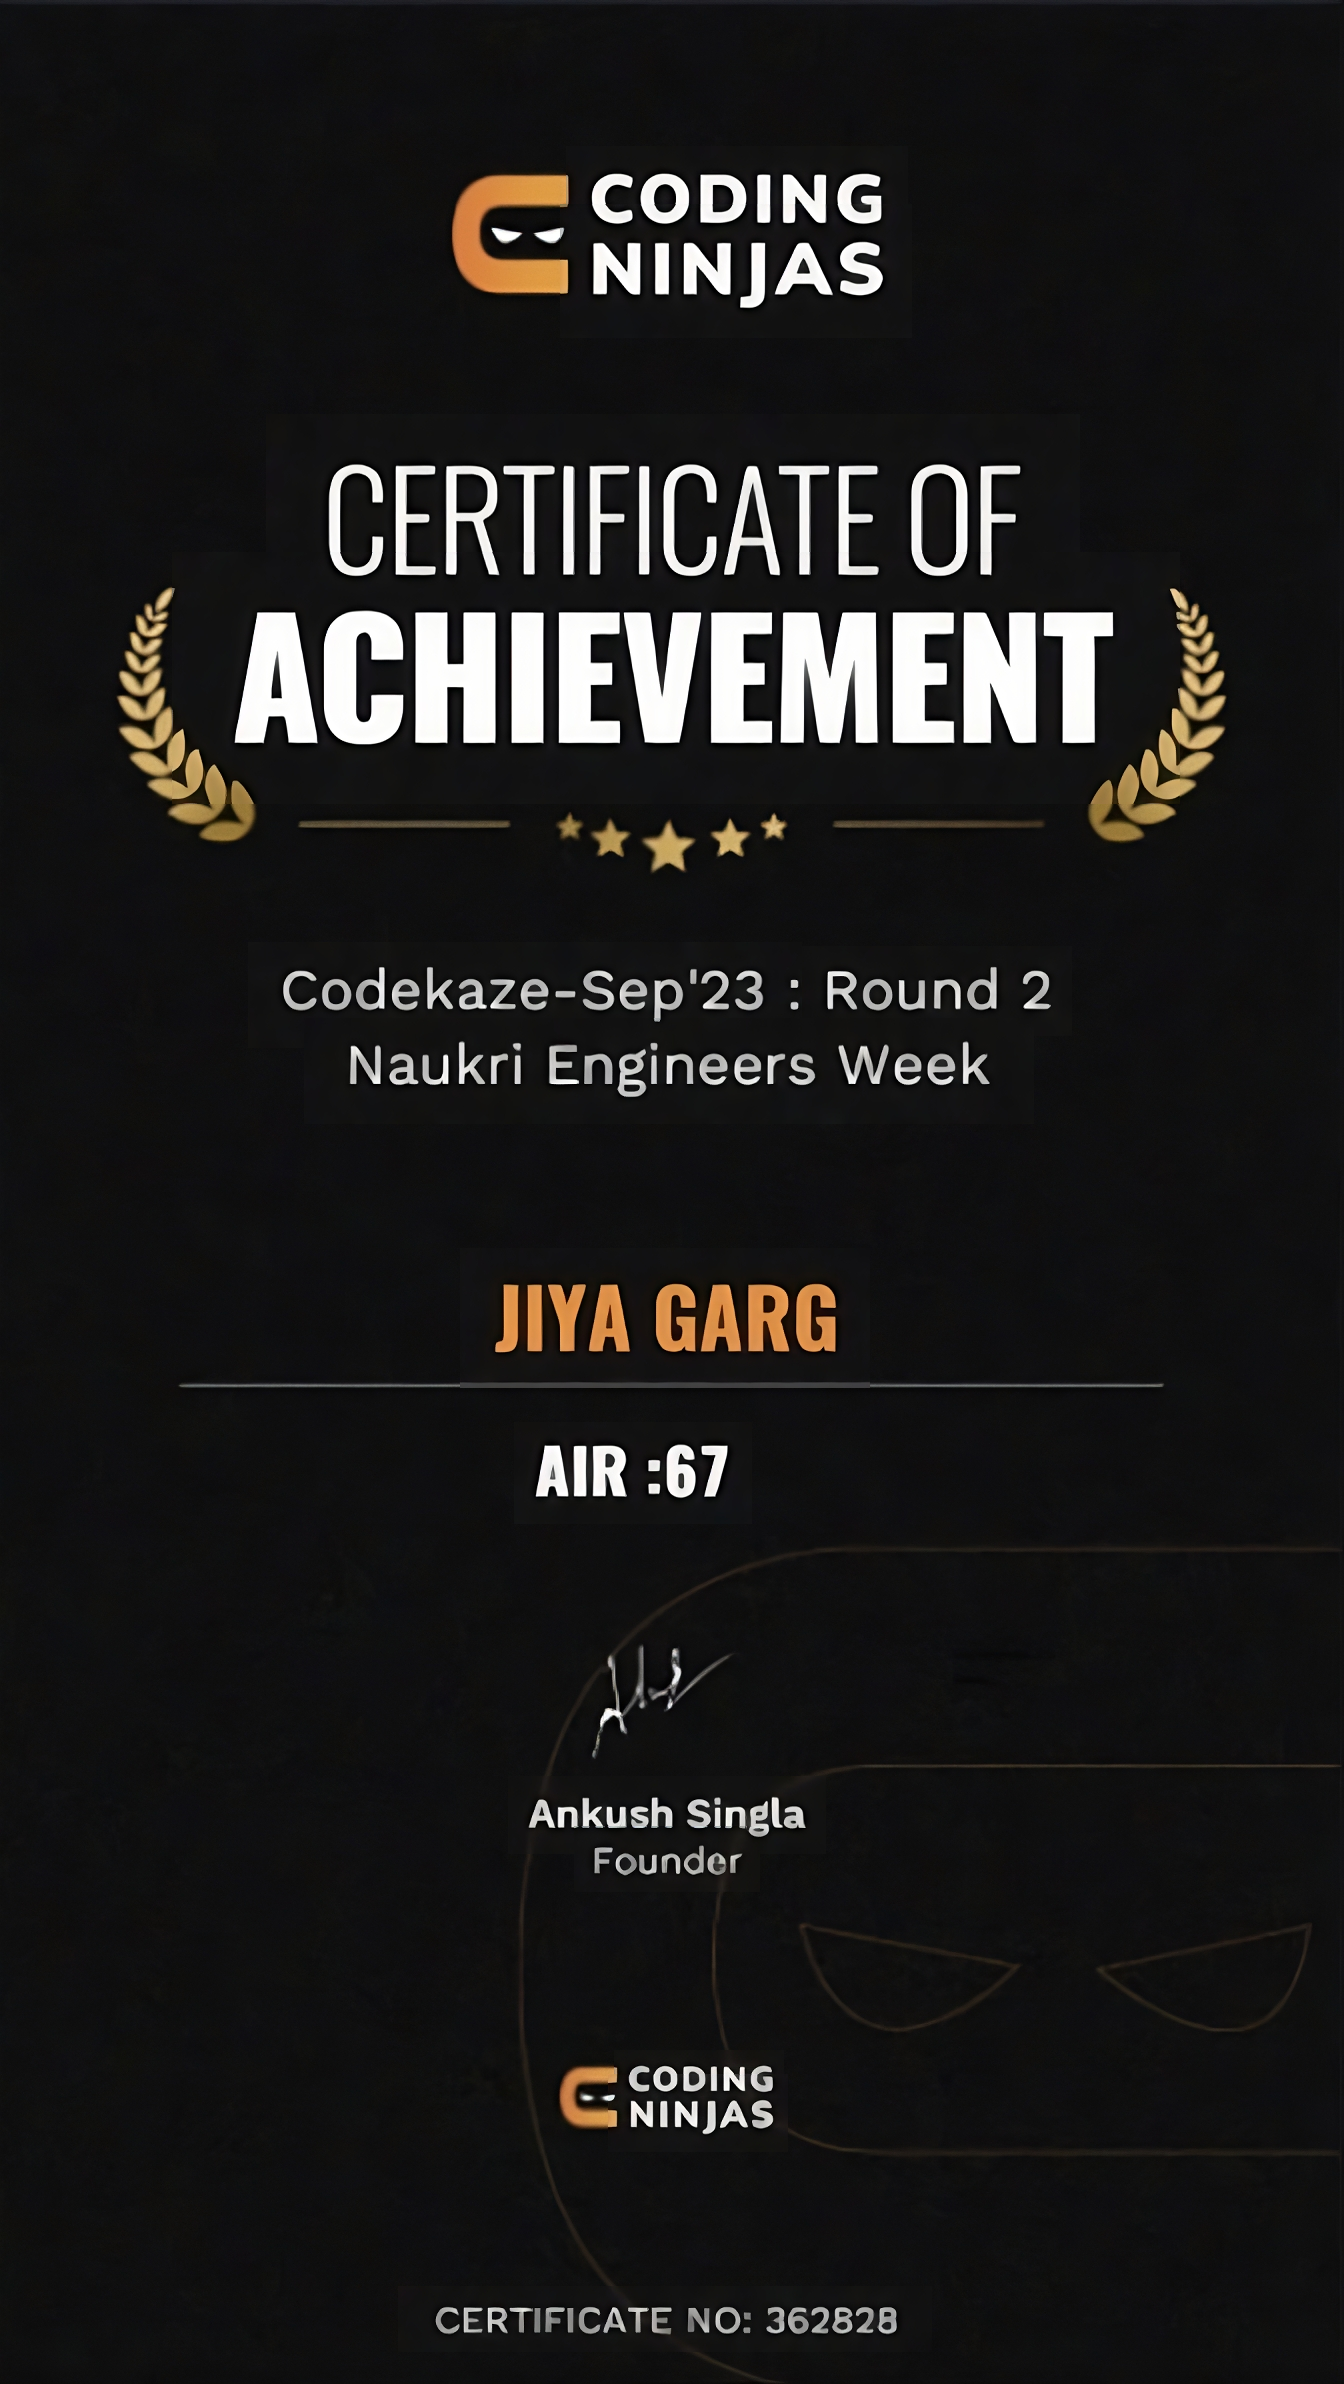 CODING
NINJAS
CERTIFICATE OF
ACHIEVEMENT
Codekaze-Sep'23 : Round 2
Naukri Engineers Week
JIYA GARG
AIR :67
Ankush Singla
Founder
CODING
NINJAS
CERTIFICATE NO: 362828